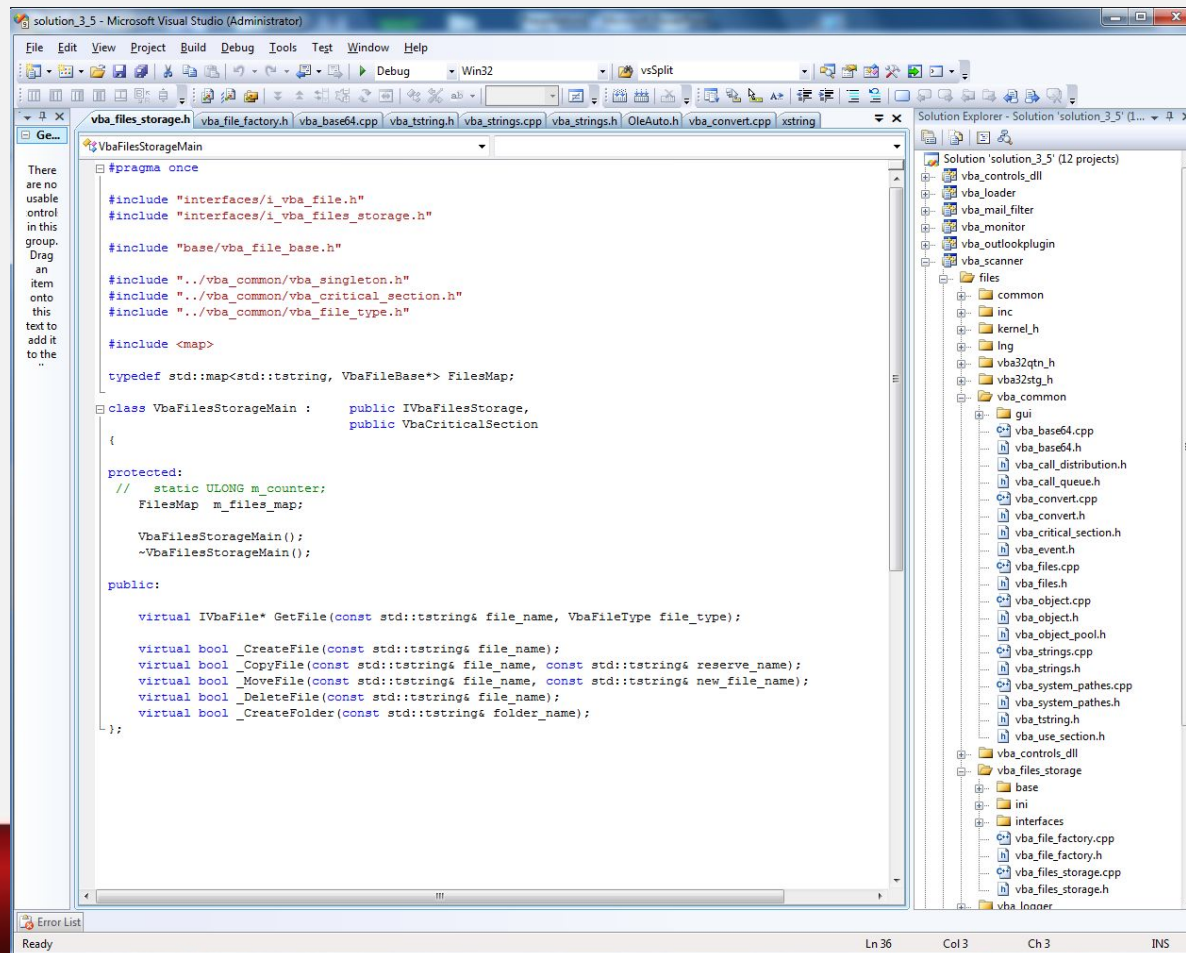 solution_3_5 - Microsoft Visual Studio (Administrator)
File Edit View Project Build Debug Tools Test Window Help
Debug Win32 vsSplit
vba_files_storage.h vba_file_factory.h vba_base64.cpp vba_tstring.h vba_strings.cpp vba_strings.h OleAuto.h vba_convert.cpp xstring
Ge...
There
are no
usable
ontrol
in this
group.
Drag
an
item
onto
this
text to
add it
to the
VbaFilesStorageMain
#pragma once
#include "interfaces/i_vba_file.h"
#include "interfaces/i_vba_files_storage.h"
#include "base/vba_file_base.h"
#include "../vba_common/vba_singleton.h"
#include "../vba_common/vba_critical_section.h"
#include "../vba_common/vba_file_type.h"
#include <map>
typedef std::map<std::tstring, VbaFileBase*> FilesMap;
class VbaFilesStorageMain : public IVbaFilesStorage,
public VbaCriticalSection
{
protected:
// static ULONG m_counter;
FilesMap m_files_map;
VbaFilesStorageMain();
~VbaFilesStorageMain();
public:
virtual IVbaFile* GetFile(const std::tstring& file_name, VbaFileType file_type);
virtual bool _CreateFile(const std::tstring& file_name);
virtual bool _CopyFile(const std::tstring& file_name, const std::tstring& reserve_name);
virtual bool _MoveFile(const std::tstring& file_name, const std::tstring& new_file_name);
virtual bool _DeleteFile(const std::tstring& file_name);
virtual bool _CreateFolder(const std::tstring& folder_name);
};
Solution Explorer - Solution 'solution_3_5' (1...
Solution 'solution_3_5' (12 projects)
vba_controls_dll
vba_loader
vba_mail_filter
vba_monitor
vba_outlookplugin
vba_scanner
files
common
inc
kernel_h
lng
vba32qtn_h
vba32stg_h
vba_common
gui
vba_base64.cpp
vba_base64.h
vba_call_distribution.h
vba_call_queue.h
vba_convert.cpp
vba_convert.h
vba_critical_section.h
vba_event.h
vba_files.cpp
vba_files.h
vba_object.cpp
vba_object.h
vba_object_pool.h
vba_strings.cpp
vba_strings.h
vba_system_pathes.cpp
vba_system_pathes.h
vba_tstring.h
vba_use_section.h
vba_controls_dll
vba_files_storage
base
ini
interfaces
vba_file_factory.cpp
vba_file_factory.h
vba_files_storage.cpp
vba_files_storage.h
vba_logger
Error List
Ready Ln 36 Col 3 Ch 3 INS